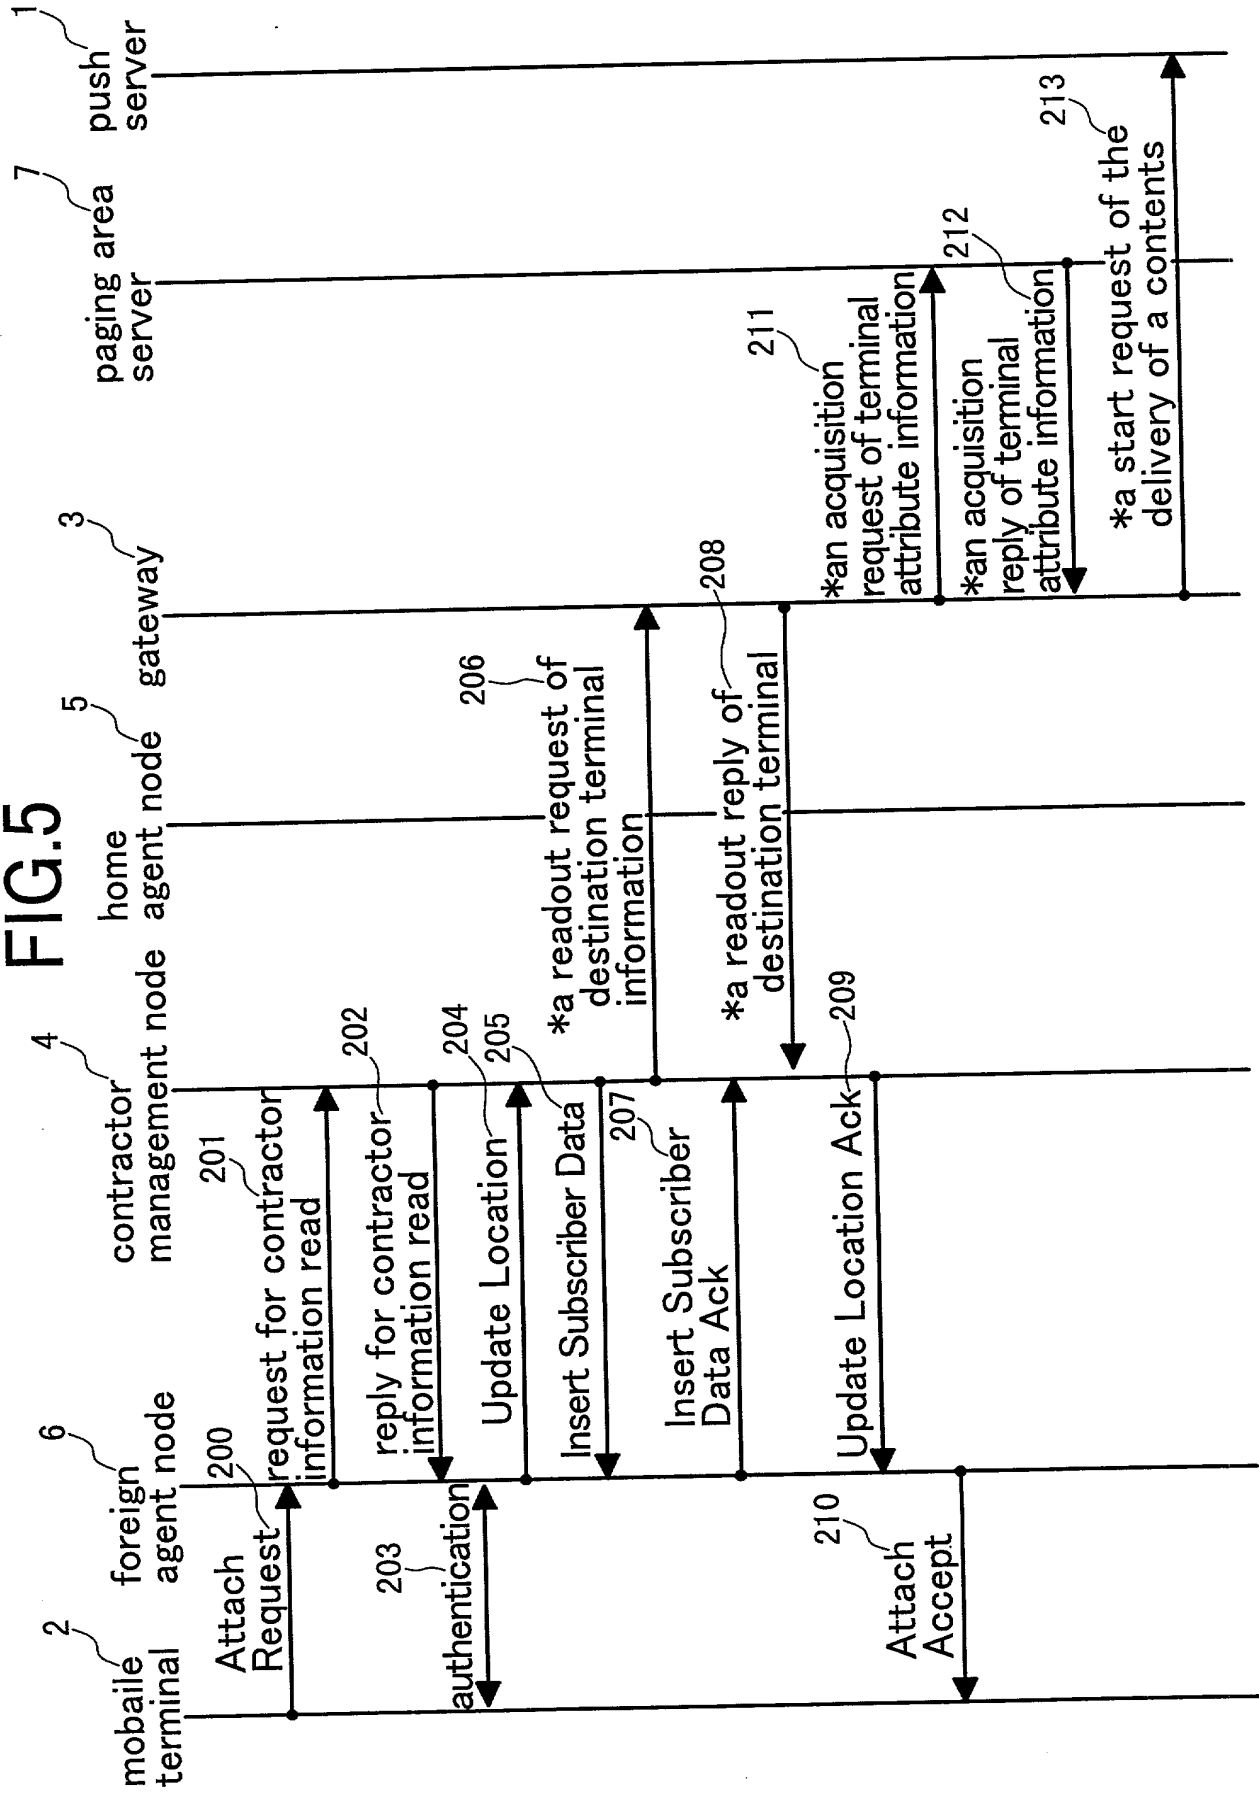 FIG.5
2
mobaile
terminal
6
foreign
agent node
4
contractor
management node
5
home
agent node
3
gateway
7
paging area
server
1
push
server
Attach
Request
200
201
request for contractor
information read
202
reply for contractor
information read
203
authentication
204
Update Location
205
Insert Subscriber Data
206
*a readout request of
destination terminal
information
207
Insert Subscriber
Data Ack
208
*a readout reply of
destination terminal
209
Update Location Ack
210
Attach
Accept
211
*an acquisition
request of terminal
attribute information
212
*an acquisition
reply of terminal
attribute information
213
*a start request of the
delivery of a contents